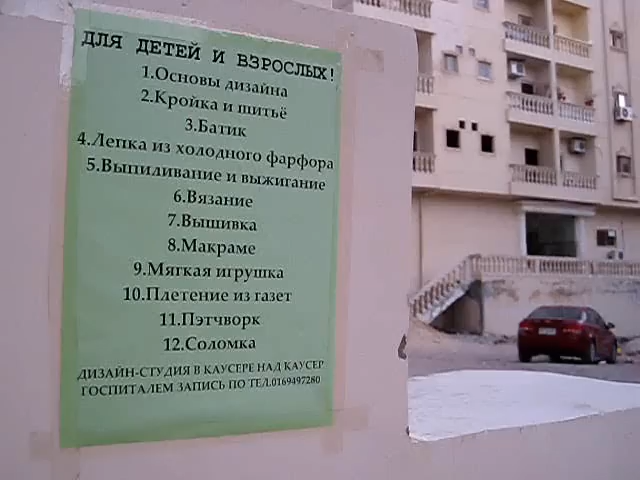 ДЛЯ ДЕТЕЙ И ВЗРОСЛЫХ!
1.Основы дизайна
2.Кройка и шитьё
3.Батик
4.Лепка из холодного фарфора
5.Выпиливание и выжигание
6.Вязание
7.Вышивка
8.Макраме
9.Мягкая игрушка
10.Плетение из газет
11.Пэтчворк
12.Соломка
ДИЗАЙН-СТУДИЯ В КАУСЕРЕ НАД КАУСЕР
ГОСПИТАЛЕМ ЗАПИСЬ ПО ТЕЛ.0169497280